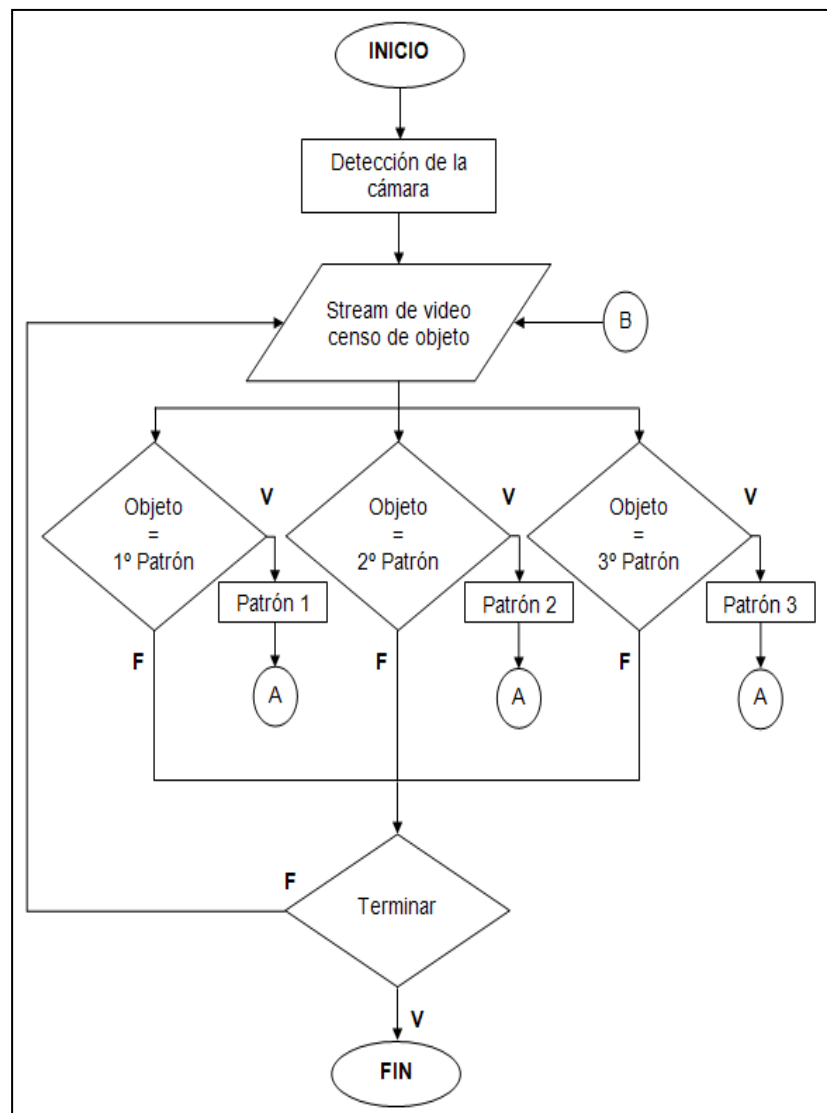 INICIO
Detección de la
cámara
Stream de video
censo de objeto
B
Objeto
=
1º Patrón
V
Objeto
=
2º Patrón
V
Objeto
=
3º Patrón
V
Patrón 1
Patrón 2
Patrón 3
F
A
F
A
F
A
F
Terminar
V
FIN